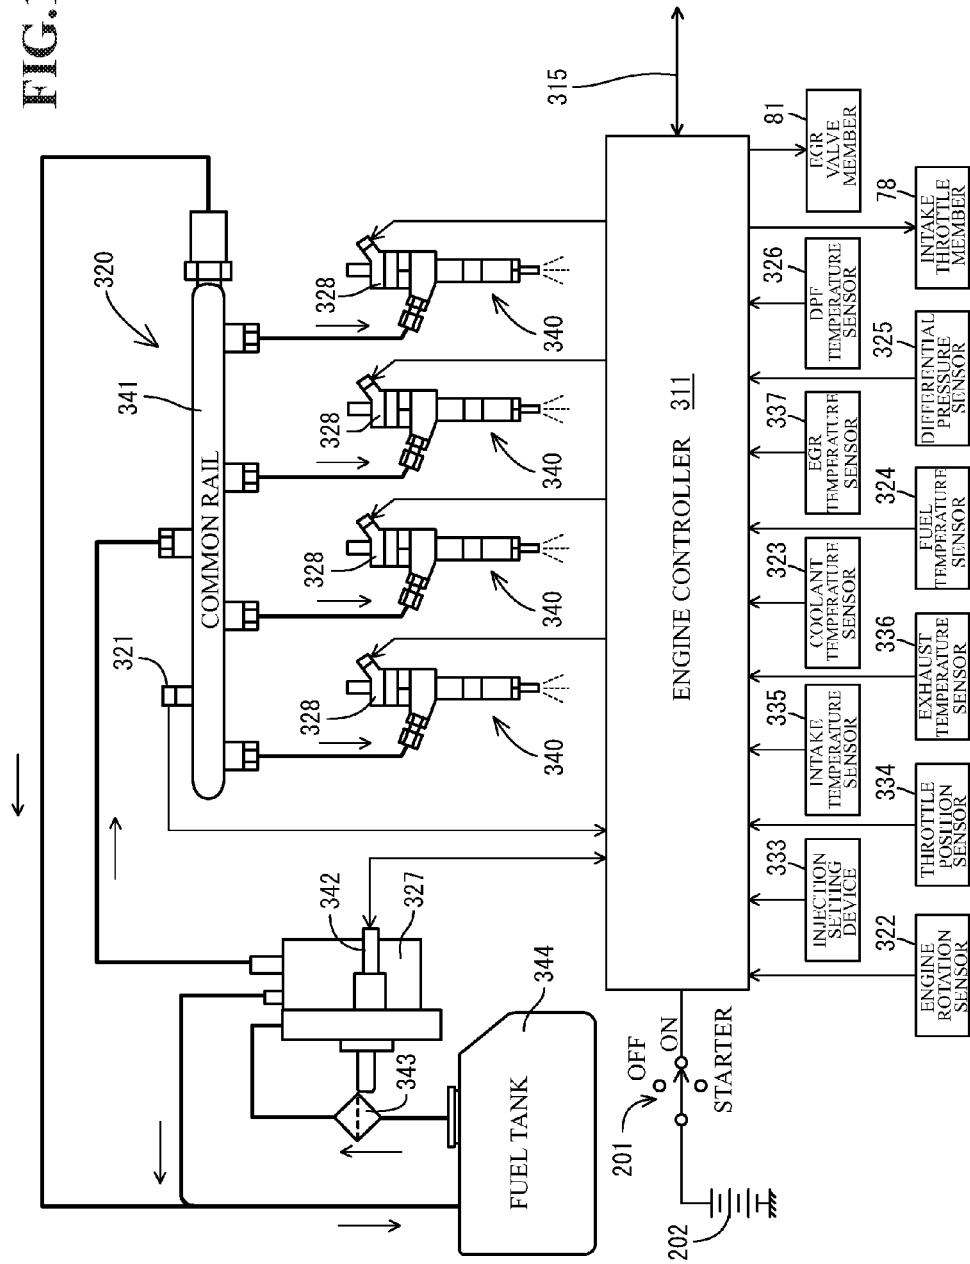 FIG.
320
341
COMMON RAIL
321
328
340
328
340
328
340
328
340
342
327
343
344
FUEL TANK
315
ENGINE CONTROLLER
311
201
OFF
ON
STARTER
202
81
EGR
VALVE
MEMBER
78
INTAKE
THROTTLE
MEMBER
326
DPF
TEMPERATURE
SENSOR
325
DIFFERENTIAL
PRESSURE
SENSOR
337
EGR
TEMPERATURE
SENSOR
324
FUEL
TEMPERATURE
SENSOR
323
COOLANT
TEMPERATURE
SENSOR
336
EXHAUST
TEMPERATURE
SENSOR
335
INTAKE
TEMPERATURE
SENSOR
334
THROTTLE
POSITION
SENSOR
333
INJECTION
SETTING
DEVICE
322
ENGINE
ROTATION
SENSOR